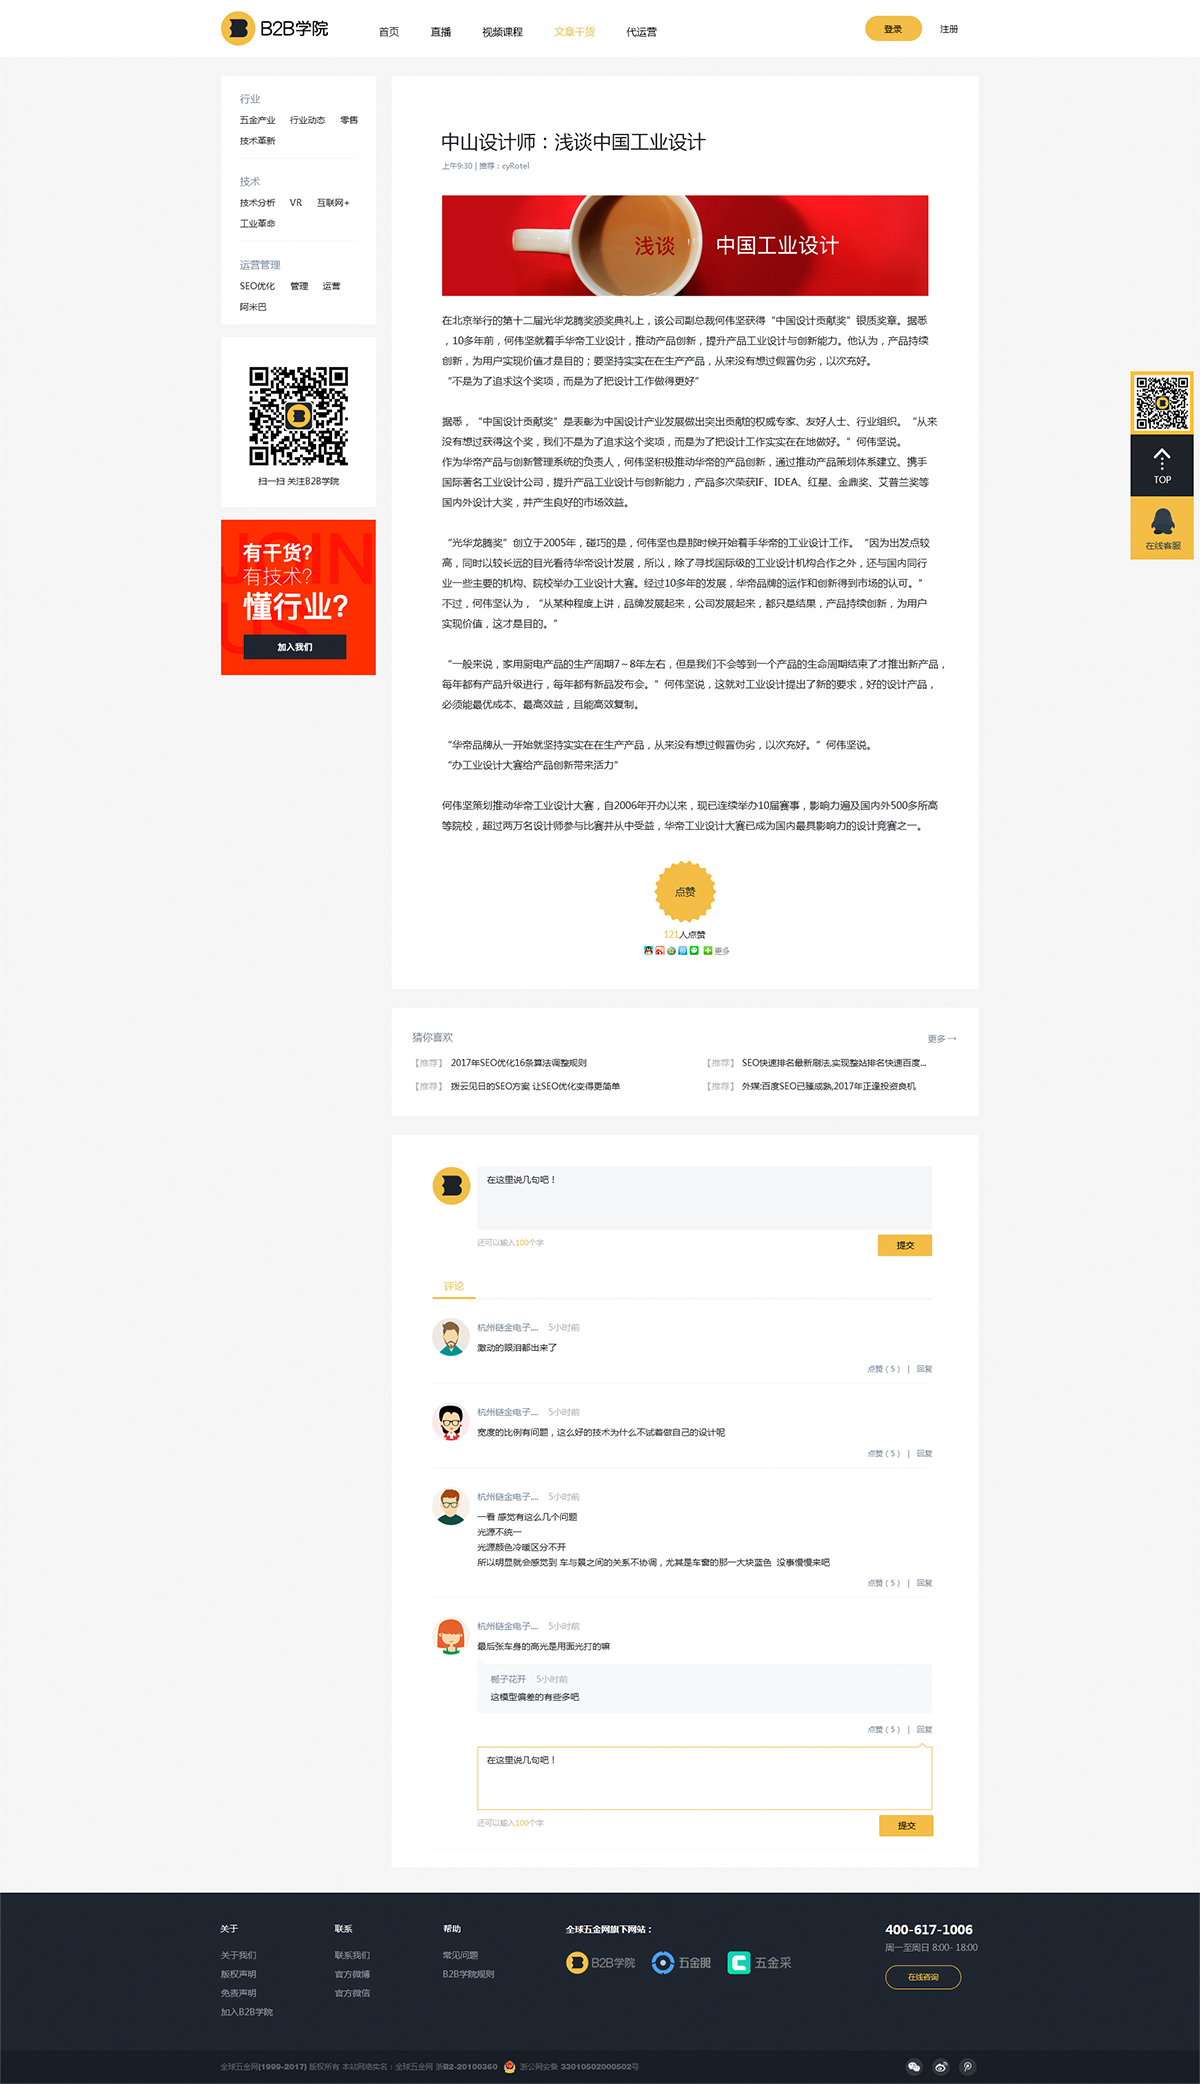 B2B学院
首页 直播 视频课程 文章干货 代运营 登录 注册
行业
五金产业 行业动态 零售
技术革新
技术
技术分析 VR 互联网+
工业革命
运营管理
SEO优化 管理 运营
阿米巴
扫一扫 关注B2B学院
JOIN US
有干货?
有技术?
懂行业?
加入我们
中山设计师：浅谈中国工业设计
上午9:30 | 推荐：cyRotel
浅谈 中国工业设计
在北京举行的第十二届光华龙腾奖颁奖典礼上，该公司副总裁何伟坚获得“中国设计贡献奖”银质奖章。据悉
，10多年前，何伟坚就着手华帝工业设计，推动产品创新，提升产品工业设计与创新能力。他认为，产品持续
创新，为用户实现价值才是目的；要坚持实实在在生产产品，从来没有想过假冒伪劣，以次充好。
“不是为了追求这个奖项，而是为了把设计工作做得更好”
据悉，“中国设计贡献奖”是表彰为中国设计产业发展做出突出贡献的权威专家、友好人士、行业组织。“从来
没有想过获得这个奖，我们不是为了追求这个奖项，而是为了把设计工作实实在在地做好。”何伟坚说。
作为华帝产品与创新管理系统的负责人，何伟坚积极推动华帝的产品创新，通过推动产品策划体系建立、携手
国际著名工业设计公司，提升产品工业设计与创新能力，产品多次荣获IF、IDEA、红星、金鼎奖、艾普兰奖等
国内外设计大奖，并产生良好的市场效益。
“光华龙腾奖”创立于2005年，碰巧的是，何伟坚也是那时候开始着手华帝的工业设计工作。“因为出发点较
高，同时以较长远的目光看待华帝设计发展，所以，除了寻找国际级的工业设计机构合作之外，还与国内同行
业一些主要的机构、院校举办工业设计大赛。经过10多年的发展，华帝品牌的运作和创新得到市场的认可。”
不过，何伟坚认为，“从某种程度上讲，品牌发展起来，公司发展起来，都只是结果，产品持续创新，为用户
实现价值，这才是目的。”
“一般来说，家用厨电产品的生产周期7～8年左右，但是我们不会等到一个产品的生命周期结束了才推出新产品，
每年都有产品升级进行，每年都有新品发布会。”何伟坚说，这就对工业设计提出了新的要求，好的设计产品，
必须能最优成本、最高效益，且能高效复制。
“华帝品牌从一开始就坚持实实在在生产产品，从来没有想过假冒伪劣，以次充好。”何伟坚说。
“办工业设计大赛给产品创新带来活力”
何伟坚策划推动华帝工业设计大赛，自2006年开办以来，现已连续举办10届赛事，影响力遍及国内外500多所高
等院校，超过两万名设计师参与比赛并从中受益，华帝工业设计大赛已成为国内最具影响力的设计竞赛之一。
点赞
121人点赞
更多
TOP
在线客服
猜你喜欢 更多→
【推荐】 2017年SEO优化16条算法调整规则 【推荐】 SEO快速排名最新刷法,实现整站排名快速百度...
【推荐】 拨云见日的SEO方案 让SEO优化变得更简单 【推荐】 外媒:百度SEO已臻成熟,2017年正逢投资良机
在这里说几句吧！
还可以输入100个字 提交
评论
杭州链金电子.... 5小时前
激动的眼泪都出来了
点赞（5） | 回复
杭州链金电子.... 5小时前
宽度的比例有问题，这么好的技术为什么不试着做自己的设计呢
点赞（5） | 回复
杭州链金电子.... 5小时前
一看 感觉有这么几个问题
光源不统一
光源颜色冷暖区分不开
所以明显就会感觉到 车与景之间的关系不协调，尤其是车窗的那一大块蓝色 没事慢慢来吧
点赞（5） | 回复
杭州链金电子.... 5小时前
最后张车身的高光是用面光打的嘛
栀子花开 5小时前
这模型偏差的有些多吧
点赞（5） | 回复
在这里说几句吧！
还可以输入100个字 提交
关于 联系 帮助 全球五金网旗下网站： 400-617-1006
关于我们 联系我们 常见问题 B2B学院 五金朋 五金采 周一至周日 8:00- 18:00
版权声明 官方微博 B2B学院规则 在线咨询
免责声明 官方微信
加入B2B学院
全球五金网(1999-2017) 版权所有 本站网络实名：全球五金网 浙B2-20100360 浙公网安备 33010502000502号